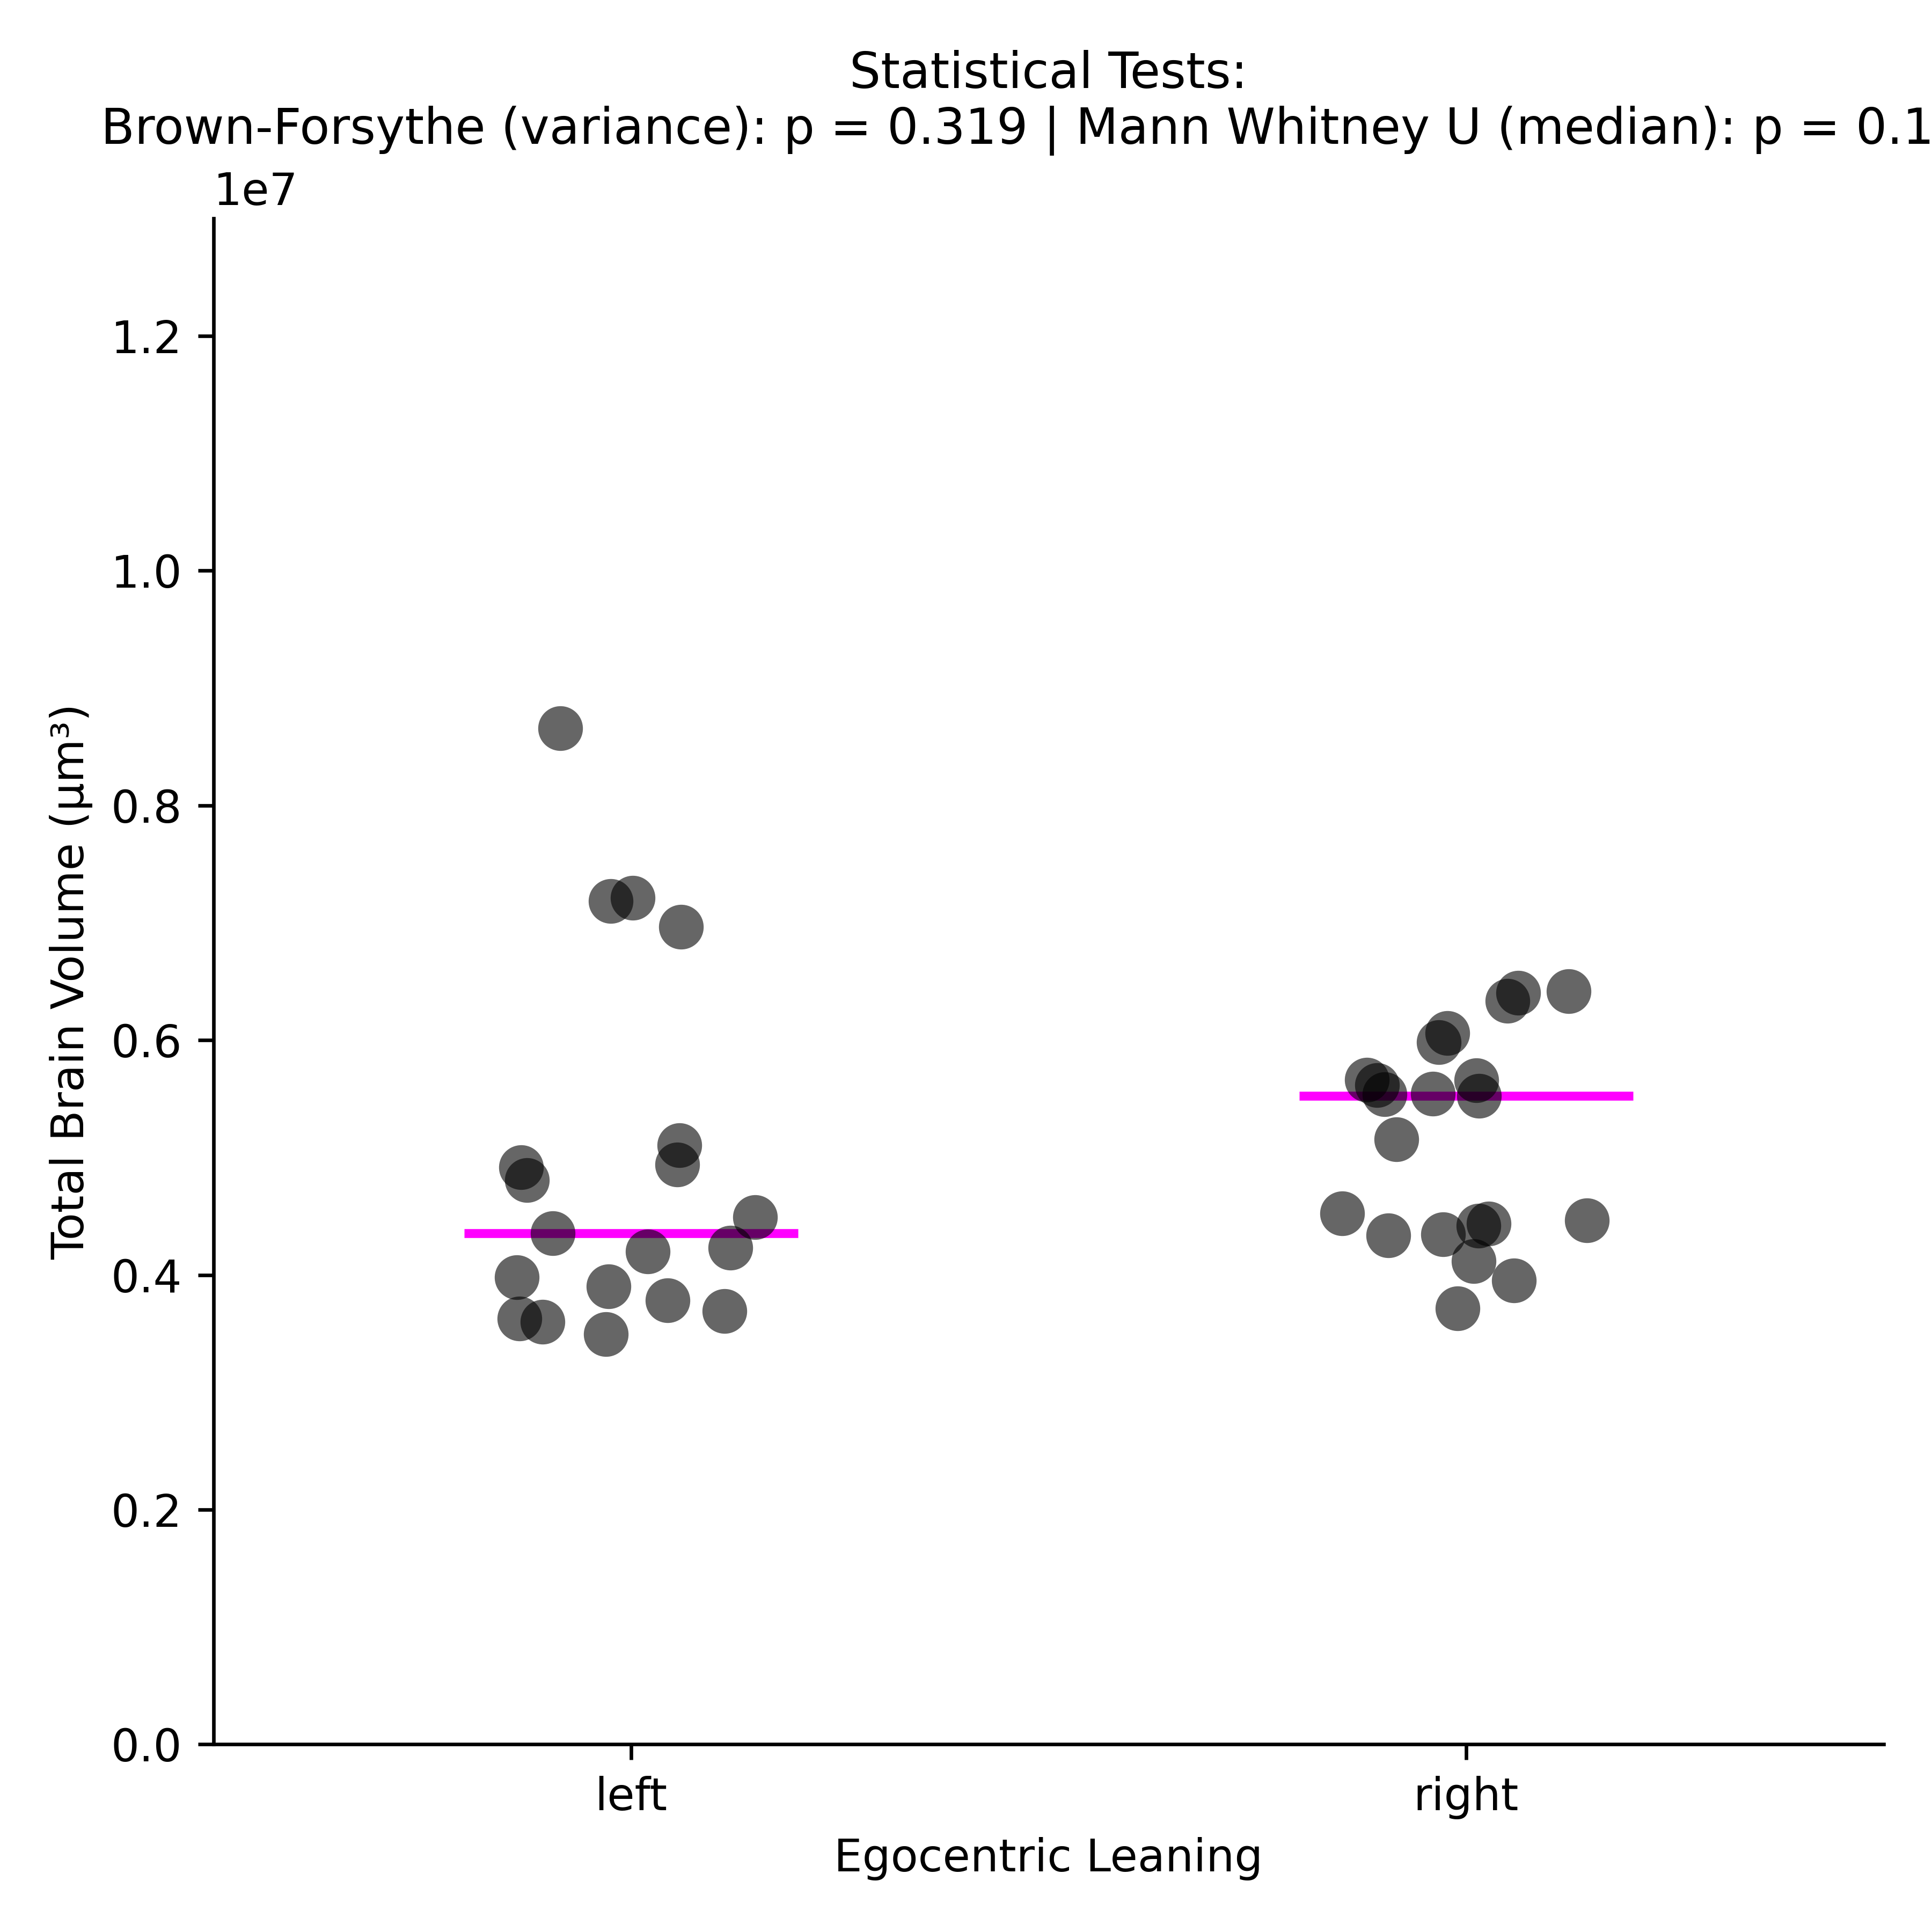 Statistical Tests:
Brown-Forsythe (variance): p = 0.319 | Mann Whitney U (median): p = 0.1
1e7
1.2
1.0
0.8
0.6
0.4
0.2
0.0
Total Brain Volume (µm³)
left
right
Egocentric Leaning